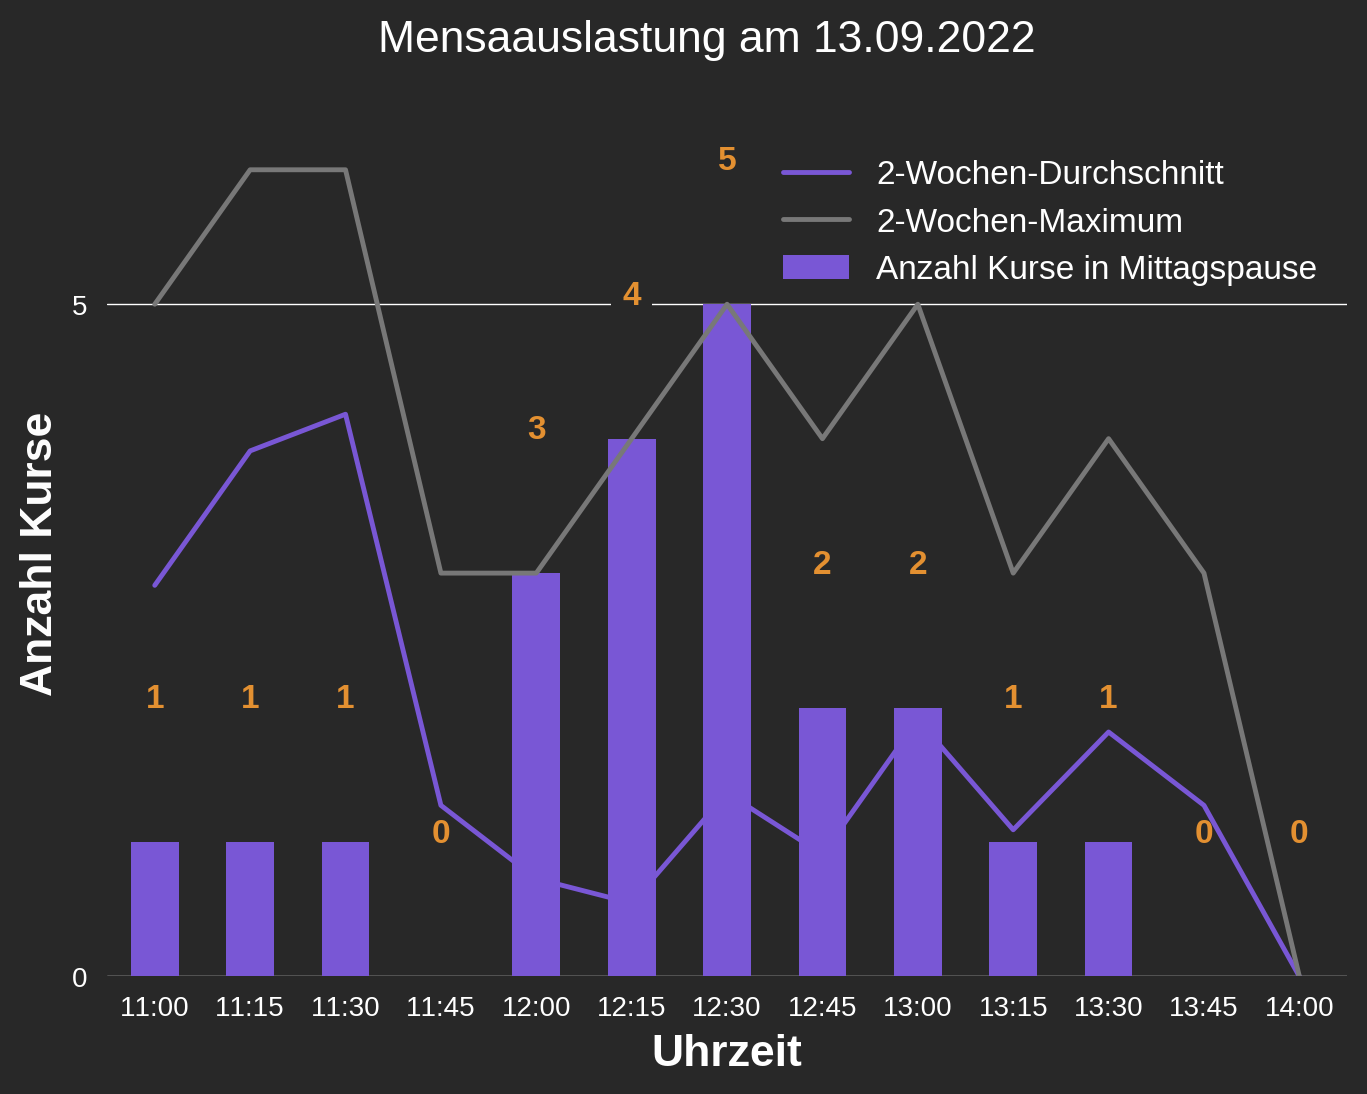 Mensaauslastung am 13.09.2022
5
2-Wochen-Durchschnitt
2-Wochen-Maximum
Anzahl Kurse in Mittagspause
4
5
3
2
2
1
1
1
1
1
0
0
0
0
Anzahl Kurse
11:00 11:15 11:30 11:45 12:00 12:15 12:30 12:45 13:00 13:15 13:30 13:45 14:00
Uhrzeit